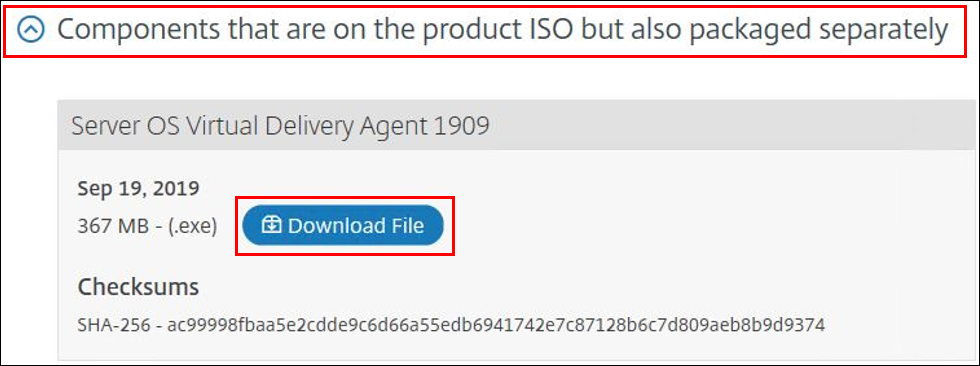 Components that are on the product ISO but also packaged separately
Server OS Virtual Delivery Agent 1909
Sep 19, 2019
367 MB - (.exe) Download File
Checksums
SHA-256 - ac99998fbaa5e2cdde9c6d66a55edb6941742e7c87128b6c7d809aeb8b9d9374